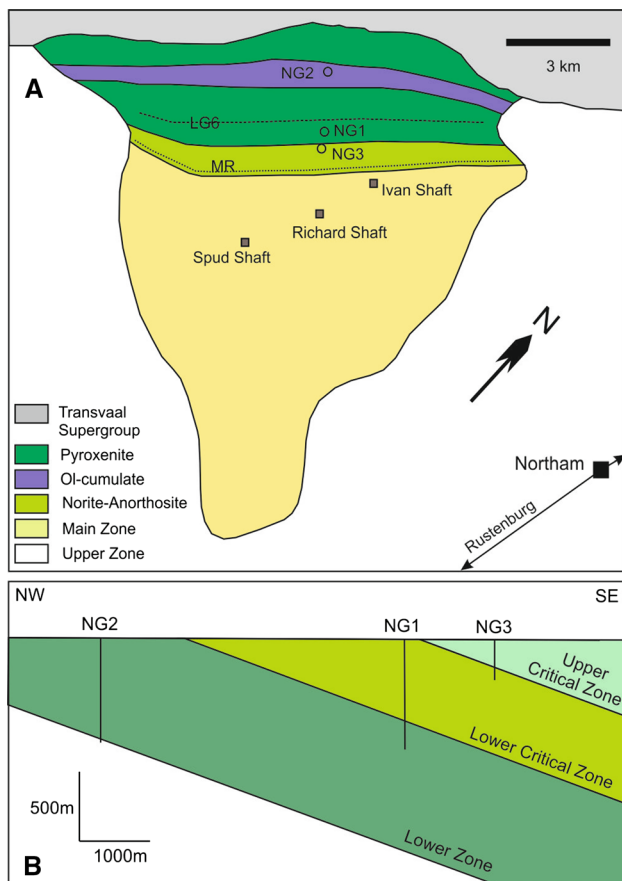 3 km
NG2
A
LG6
NG1
NG3
MR
Ivan Shaft
Richard Shaft
Spud Shaft
N
Transvaal
Supergroup
Pyroxenite
Ol-cumulate
Norite-Anorthosite
Main Zone
Upper Zone
Northam
Rustenburg
NW
SE
NG2
NG1
NG3
Upper
Critical Zone
Lower Critical Zone
500m
1000m
Lower Zone
B